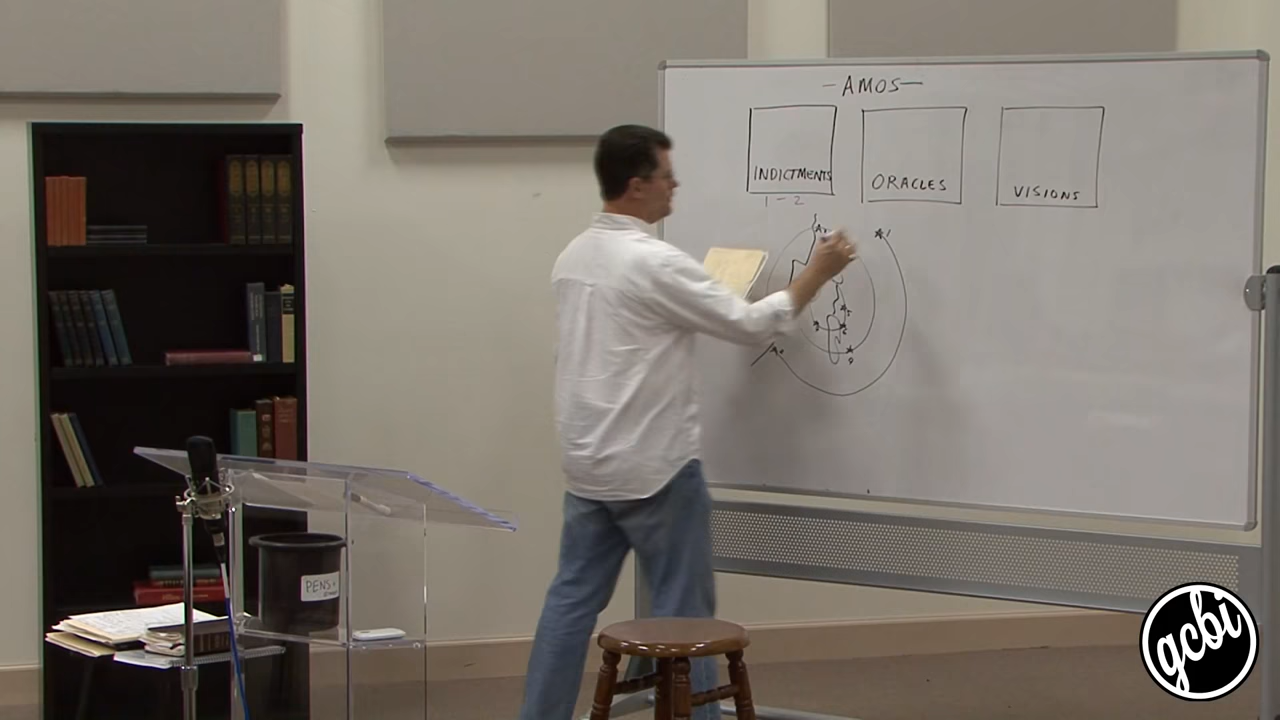 - AMOS -
INDICTMENTS
ORACLES
VISIONS
1 - 2
PENS
gcbi